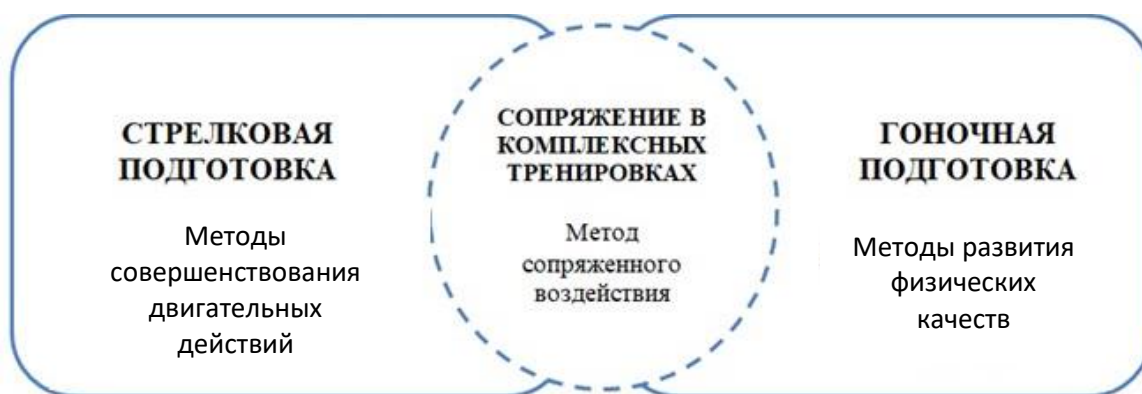 СТРЕЛКОВАЯ
ПОДГОТОВКА
Методы
совершенствования
двигательных
действий
СОПРЯЖЕНИЕ В
КОМПЛЕКСНЫХ
ТРЕНИРОВКАХ
Метод
сопряженного
воздействия
ГОНОЧНАЯ
ПОДГОТОВКА
Методы развития
физических
качеств